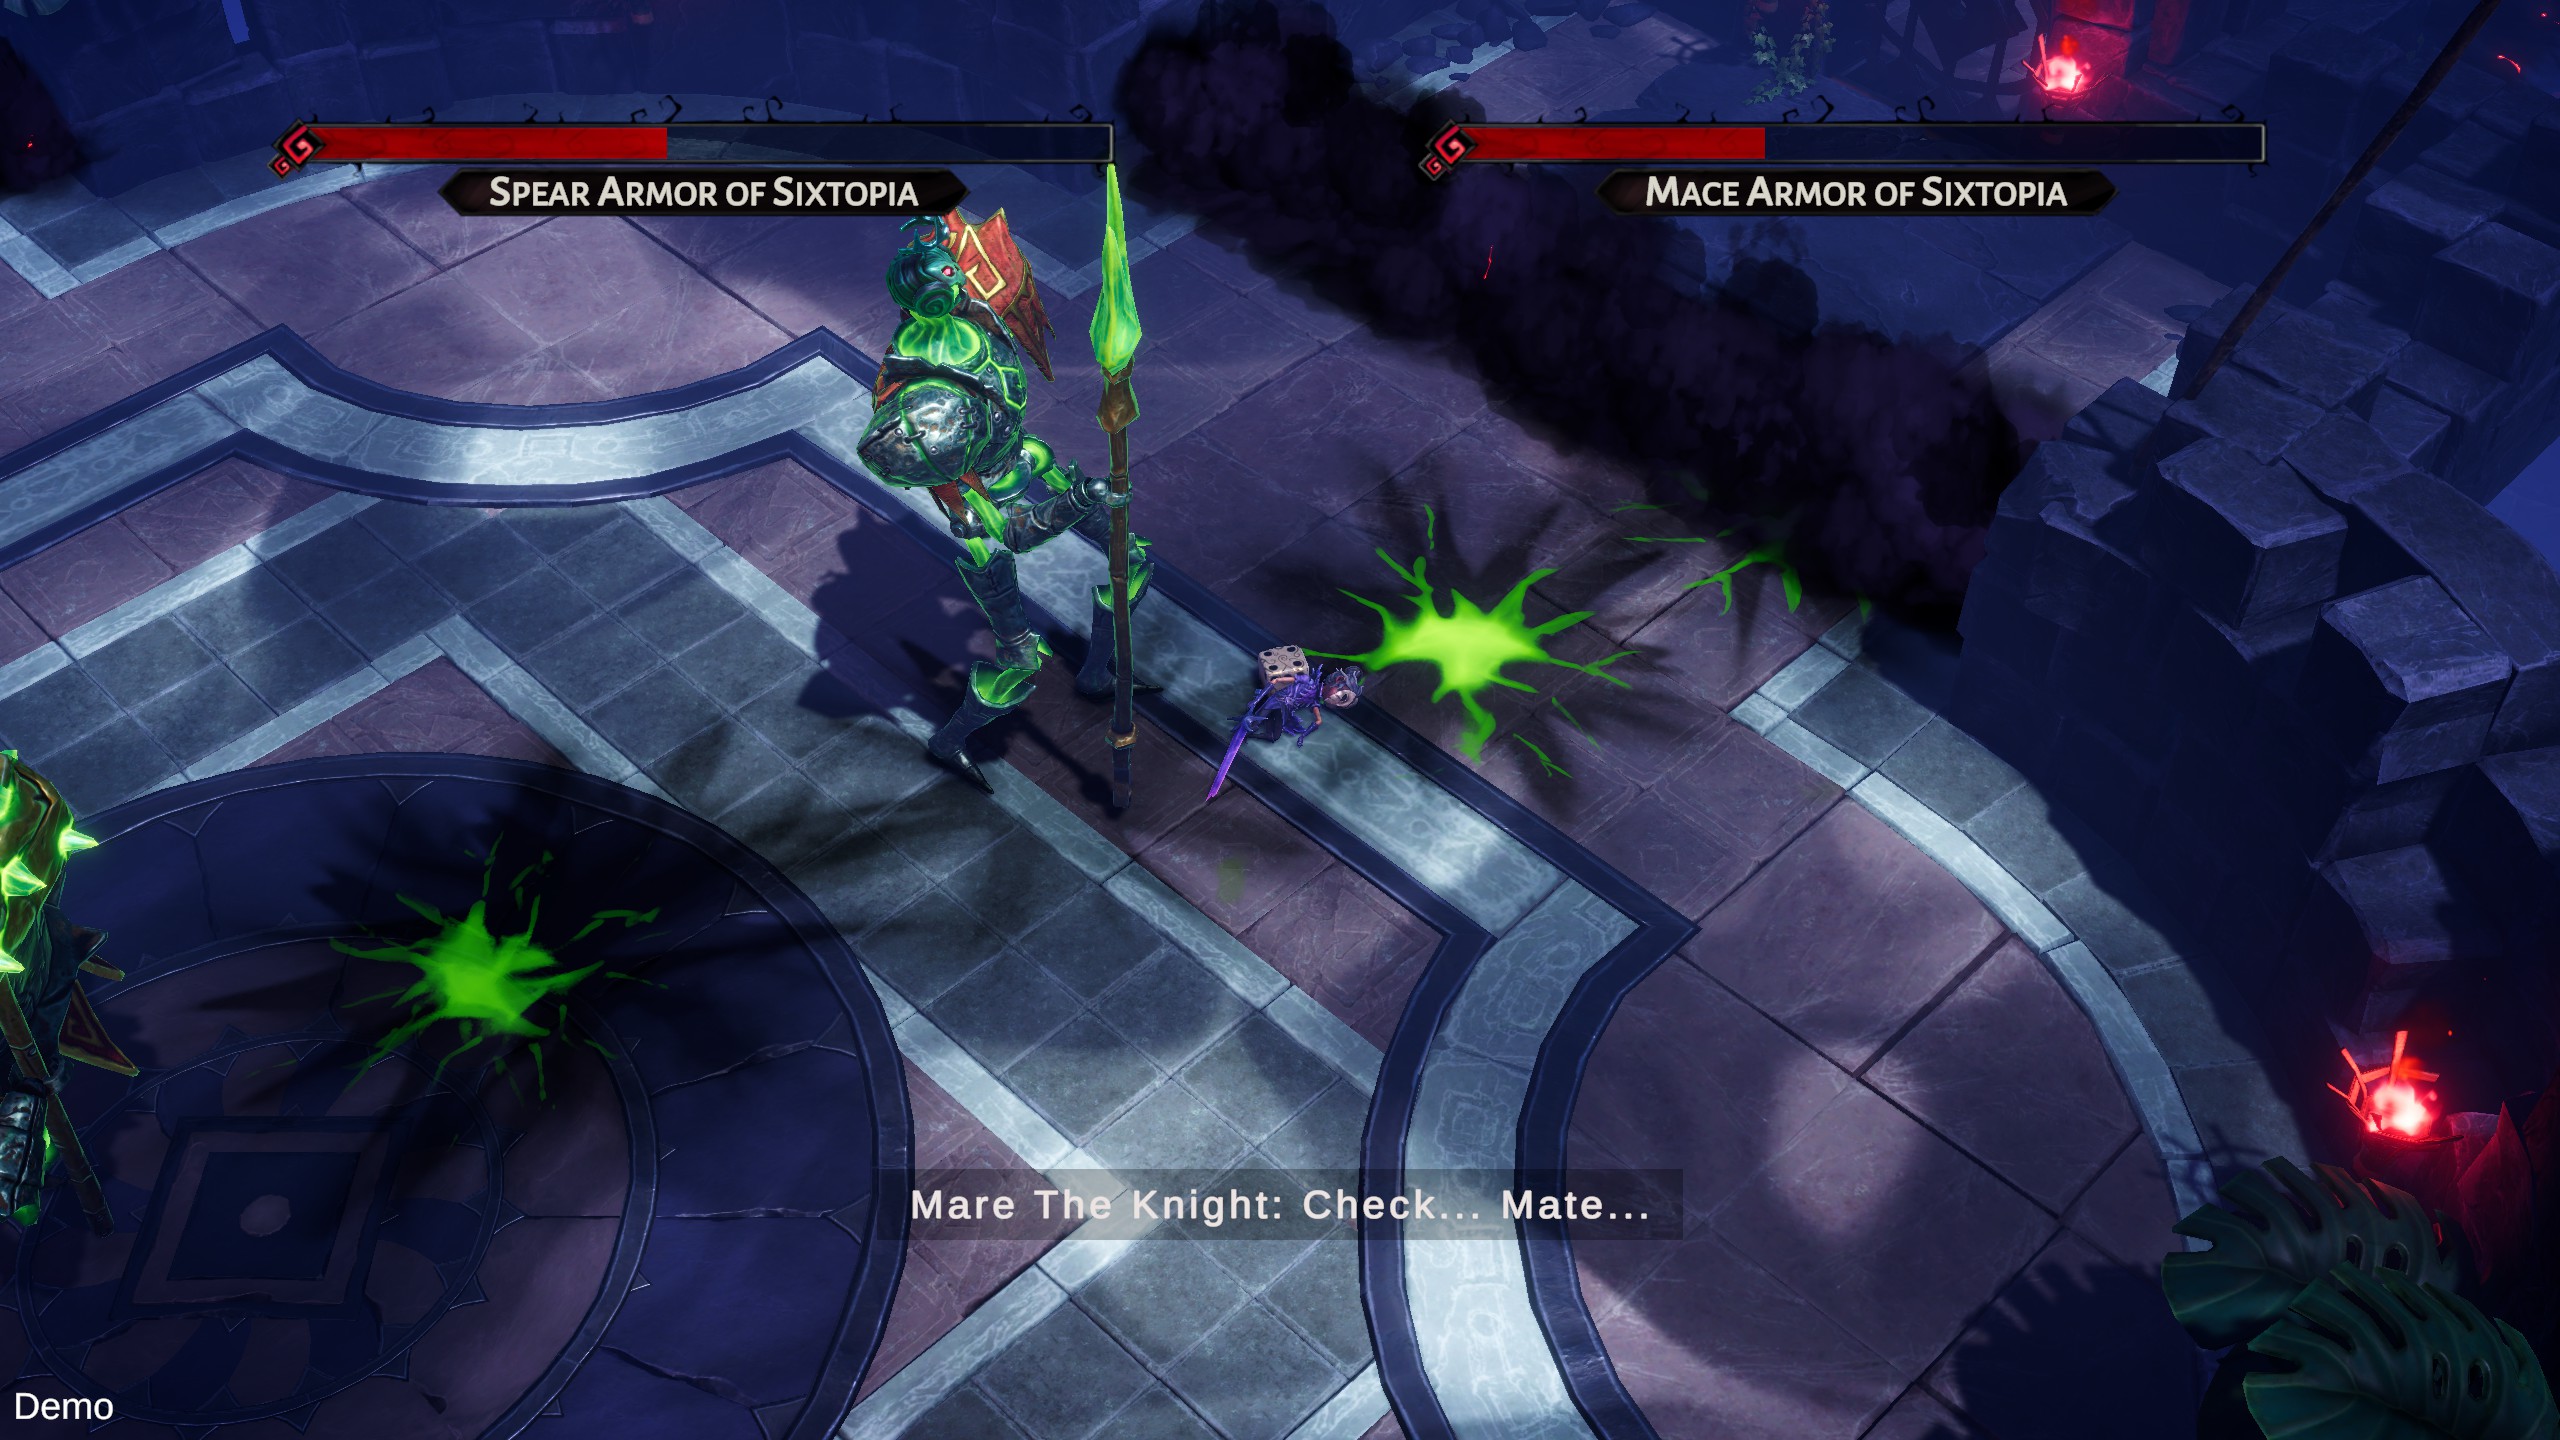 Spear Armor of Sixtopia
Mace Armor of Sixtopia
Mare The Knight: Check... Mate...
Demo